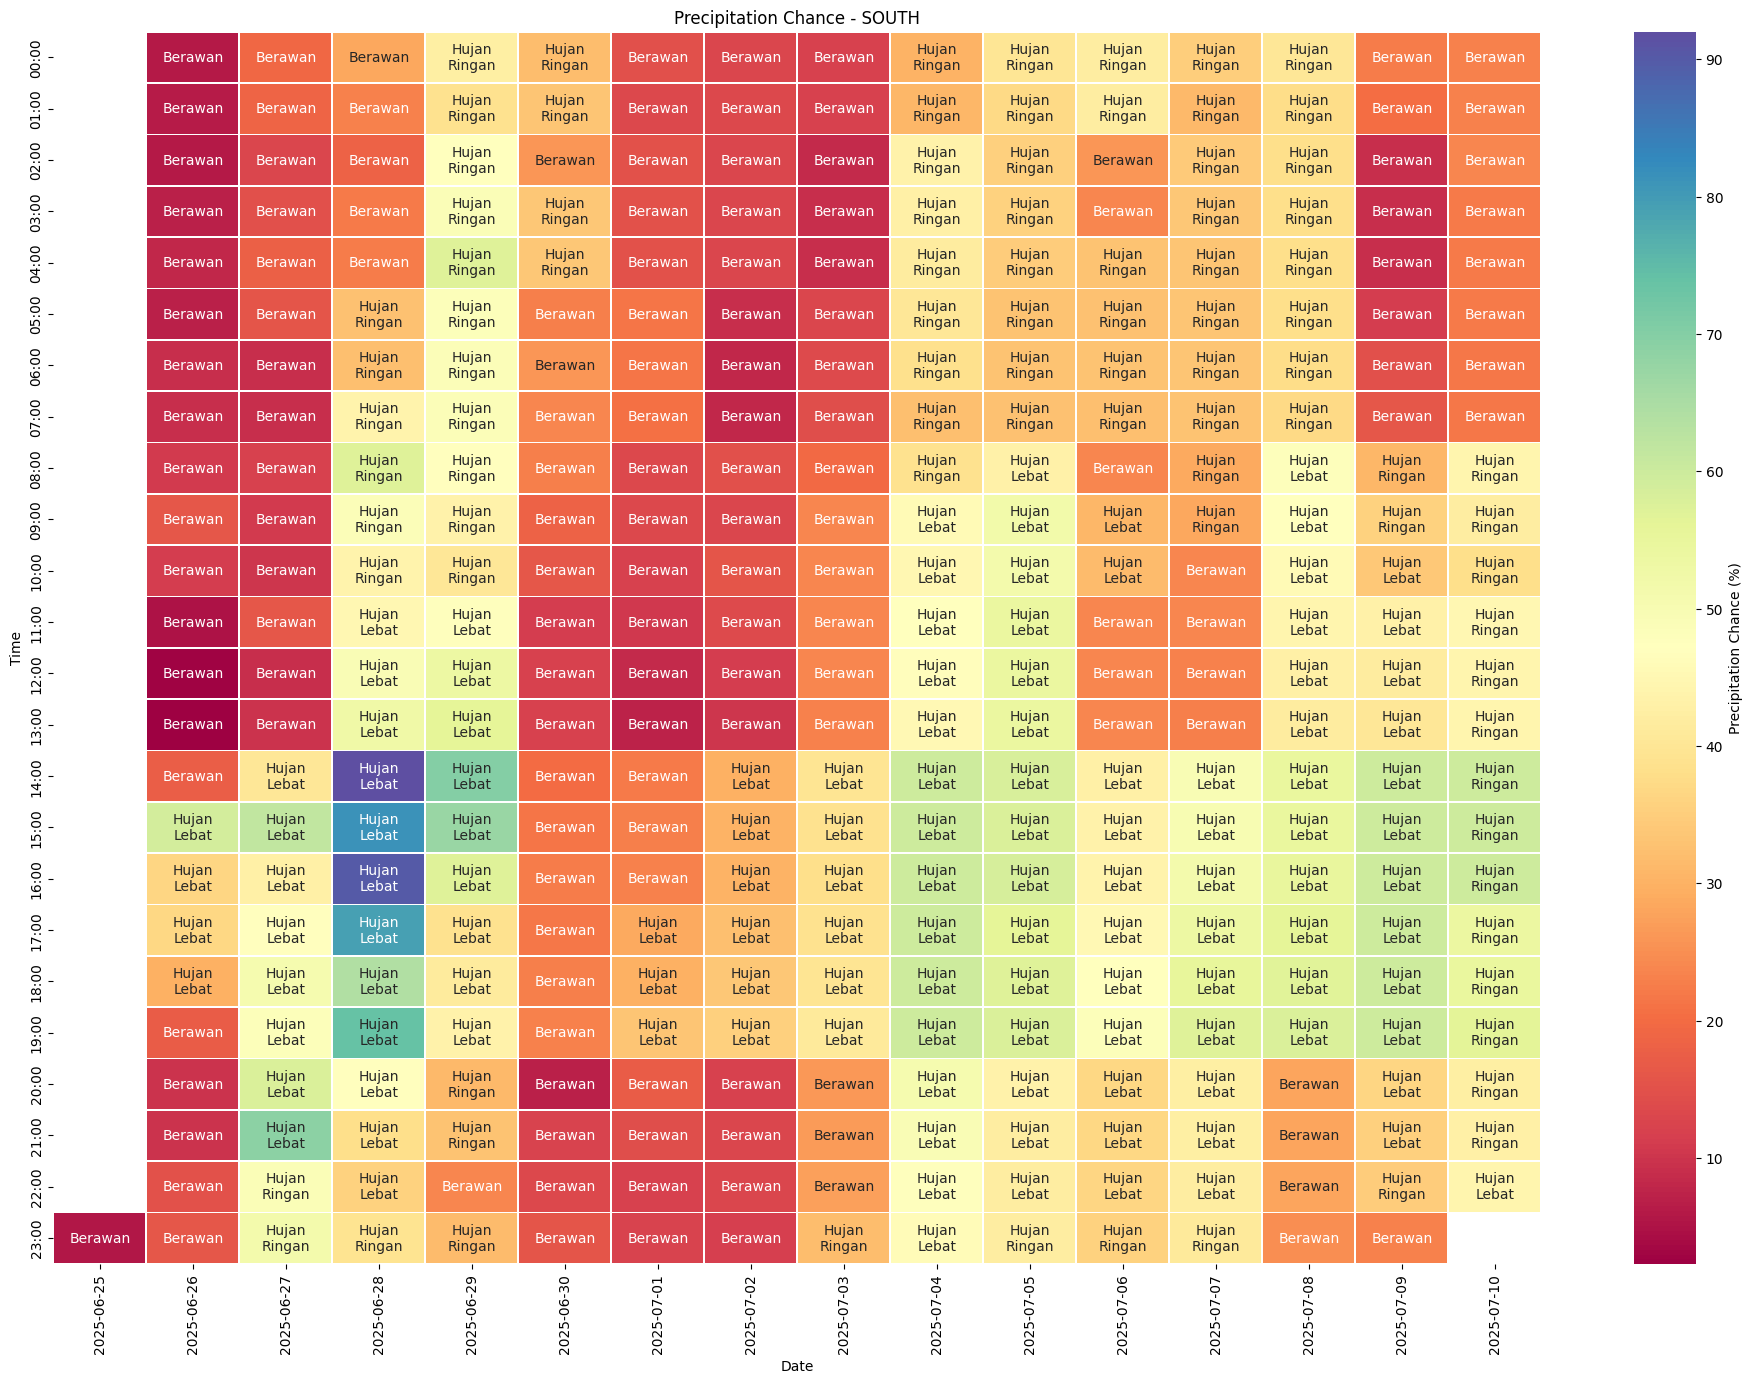 Precipitation Chance - SOUTH
00:00 Berawan Berawan Berawan Hujan Ringan Hujan Ringan Berawan Berawan Berawan Hujan Ringan Hujan Ringan Hujan Ringan Hujan Ringan Hujan Ringan Berawan Berawan
01:00 Berawan Berawan Berawan Hujan Ringan Hujan Ringan Berawan Berawan Berawan Hujan Ringan Hujan Ringan Hujan Ringan Hujan Ringan Hujan Ringan Berawan Berawan
02:00 Berawan Berawan Berawan Hujan Ringan Berawan Berawan Berawan Berawan Hujan Ringan Hujan Ringan Berawan Hujan Ringan Hujan Ringan Berawan Berawan
03:00 Berawan Berawan Berawan Hujan Ringan Hujan Ringan Berawan Berawan Berawan Hujan Ringan Hujan Ringan Berawan Hujan Ringan Hujan Ringan Berawan Berawan
04:00 Berawan Berawan Berawan Hujan Ringan Hujan Ringan Berawan Berawan Berawan Hujan Ringan Hujan Ringan Hujan Ringan Hujan Ringan Hujan Ringan Berawan Berawan
05:00 Berawan Berawan Hujan Ringan Hujan Ringan Berawan Berawan Berawan Berawan Hujan Ringan Hujan Ringan Hujan Ringan Hujan Ringan Hujan Ringan Berawan Berawan
06:00 Berawan Berawan Hujan Ringan Hujan Ringan Berawan Berawan Berawan Berawan Hujan Ringan Hujan Ringan Hujan Ringan Hujan Ringan Hujan Ringan Berawan Berawan
07:00 Berawan Berawan Hujan Ringan Hujan Ringan Berawan Berawan Berawan Berawan Hujan Ringan Hujan Ringan Hujan Ringan Hujan Ringan Hujan Ringan Berawan Berawan
08:00 Berawan Berawan Hujan Ringan Hujan Ringan Berawan Berawan Berawan Berawan Hujan Ringan Hujan Lebat Berawan Hujan Ringan Hujan Lebat Hujan Ringan Hujan Ringan
09:00 Berawan Berawan Hujan Ringan Hujan Ringan Berawan Berawan Berawan Berawan Hujan Lebat Hujan Lebat Hujan Lebat Hujan Ringan Hujan Lebat Hujan Ringan Hujan Ringan
10:00 Berawan Berawan Hujan Ringan Hujan Ringan Berawan Berawan Berawan Berawan Hujan Lebat Hujan Lebat Hujan Lebat Berawan Hujan Lebat Hujan Lebat Hujan Ringan
11:00 Berawan Berawan Hujan Lebat Hujan Lebat Berawan Berawan Berawan Berawan Hujan Lebat Hujan Lebat Berawan Berawan Hujan Lebat Hujan Lebat Hujan Ringan
12:00 Berawan Berawan Hujan Lebat Hujan Lebat Berawan Berawan Berawan Berawan Hujan Lebat Hujan Lebat Berawan Berawan Hujan Lebat Hujan Lebat Hujan Ringan
13:00 Berawan Berawan Hujan Lebat Hujan Lebat Berawan Berawan Berawan Berawan Hujan Lebat Hujan Lebat Berawan Berawan Hujan Lebat Hujan Lebat Hujan Ringan
14:00 Berawan Hujan Lebat Hujan Lebat Hujan Lebat Berawan Berawan Hujan Lebat Hujan Lebat Hujan Lebat Hujan Lebat Hujan Lebat Hujan Lebat Hujan Lebat Hujan Lebat Hujan Ringan
15:00 Hujan Lebat Hujan Lebat Hujan Lebat Hujan Lebat Berawan Berawan Hujan Lebat Hujan Lebat Hujan Lebat Hujan Lebat Hujan Lebat Hujan Lebat Hujan Lebat Hujan Lebat Hujan Ringan
16:00 Hujan Lebat Hujan Lebat Hujan Lebat Hujan Lebat Berawan Berawan Hujan Lebat Hujan Lebat Hujan Lebat Hujan Lebat Hujan Lebat Hujan Lebat Hujan Lebat Hujan Lebat Hujan Ringan
17:00 Hujan Lebat Hujan Lebat Hujan Lebat Hujan Lebat Berawan Hujan Lebat Hujan Lebat Hujan Lebat Hujan Lebat Hujan Lebat Hujan Lebat Hujan Lebat Hujan Lebat Hujan Lebat Hujan Ringan
18:00 Hujan Lebat Hujan Lebat Hujan Lebat Hujan Lebat Berawan Hujan Lebat Hujan Lebat Hujan Lebat Hujan Lebat Hujan Lebat Hujan Lebat Hujan Lebat Hujan Lebat Hujan Lebat Hujan Ringan
19:00 Berawan Hujan Lebat Hujan Lebat Hujan Lebat Berawan Hujan Lebat Hujan Lebat Hujan Lebat Hujan Lebat Hujan Lebat Hujan Lebat Hujan Lebat Hujan Lebat Hujan Lebat Hujan Ringan
20:00 Berawan Hujan Lebat Hujan Lebat Hujan Ringan Berawan Berawan Berawan Berawan Hujan Lebat Hujan Lebat Hujan Lebat Hujan Lebat Berawan Hujan Lebat Hujan Ringan
21:00 Berawan Hujan Lebat Hujan Lebat Hujan Ringan Berawan Berawan Berawan Berawan Hujan Lebat Hujan Lebat Hujan Lebat Hujan Lebat Berawan Hujan Lebat Hujan Ringan
22:00 Berawan Hujan Ringan Hujan Lebat Berawan Berawan Berawan Berawan Berawan Hujan Lebat Hujan Lebat Hujan Lebat Hujan Lebat Berawan Hujan Ringan Hujan Lebat
23:00 Berawan Berawan Hujan Ringan Hujan Ringan Hujan Ringan Berawan Berawan Berawan Hujan Ringan Hujan Lebat Hujan Ringan Hujan Ringan Hujan Ringan Berawan Berawan
2025-06-25 2025-06-26 2025-06-27 2025-06-28 2025-06-29 2025-06-30 2025-07-01 2025-07-02 2025-07-03 2025-07-04 2025-07-05 2025-07-06 2025-07-07 2025-07-08 2025-07-09 2025-07-10
Time
Date
90
80
70
60
50
40
30
20
10
Precipitation Chance (%)